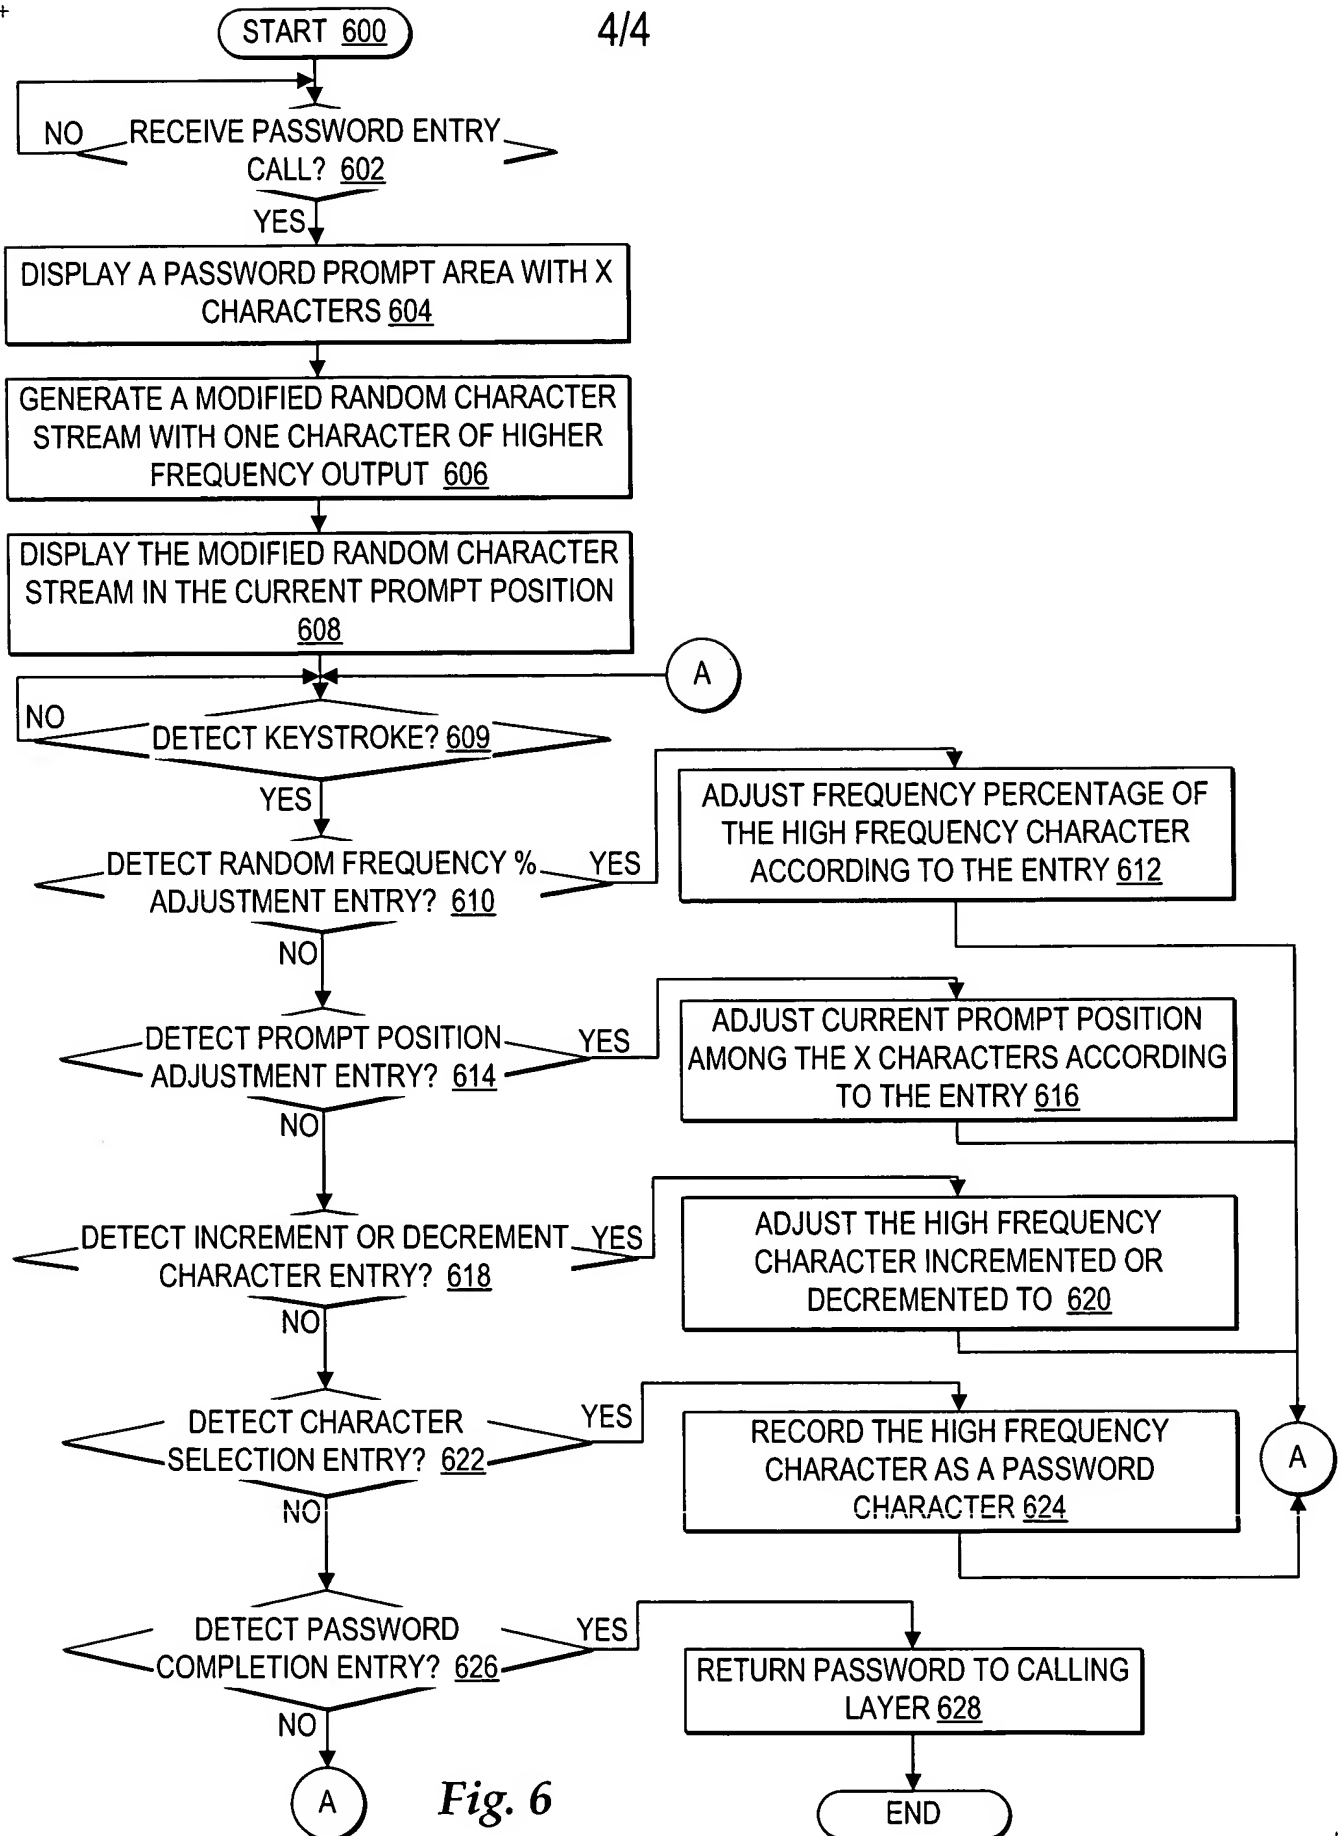 START 600
4/4
RECEIVE PASSWORD ENTRY
CALL? 602
NO
YES
DISPLAY A PASSWORD PROMPT AREA WITH X
CHARACTERS 604
GENERATE A MODIFIED RANDOM CHARACTER
STREAM WITH ONE CHARACTER OF HIGHER
FREQUENCY OUTPUT 606
DISPLAY THE MODIFIED RANDOM CHARACTER
STREAM IN THE CURRENT PROMPT POSITION
608
A
NO
DETECT KEYSTROKE? 609
YES
DETECT RANDOM FREQUENCY %
ADJUSTMENT ENTRY? 610
YES
ADJUST FREQUENCY PERCENTAGE OF
THE HIGH FREQUENCY CHARACTER
ACCORDING TO THE ENTRY 612
NO
DETECT PROMPT POSITION
ADJUSTMENT ENTRY? 614
YES
ADJUST CURRENT PROMPT POSITION
AMONG THE X CHARACTERS ACCORDING
TO THE ENTRY 616
NO
DETECT INCREMENT OR DECREMENT
CHARACTER ENTRY? 618
YES
ADJUST THE HIGH FREQUENCY
CHARACTER INCREMENTED OR
DECREMENTED TO 620
NO
DETECT CHARACTER
SELECTION ENTRY? 622
YES
RECORD THE HIGH FREQUENCY
CHARACTER AS A PASSWORD
CHARACTER 624
A
NO
DETECT PASSWORD
COMPLETION ENTRY? 626
YES
RETURN PASSWORD TO CALLING
LAYER 628
NO
A
Fig. 6
END